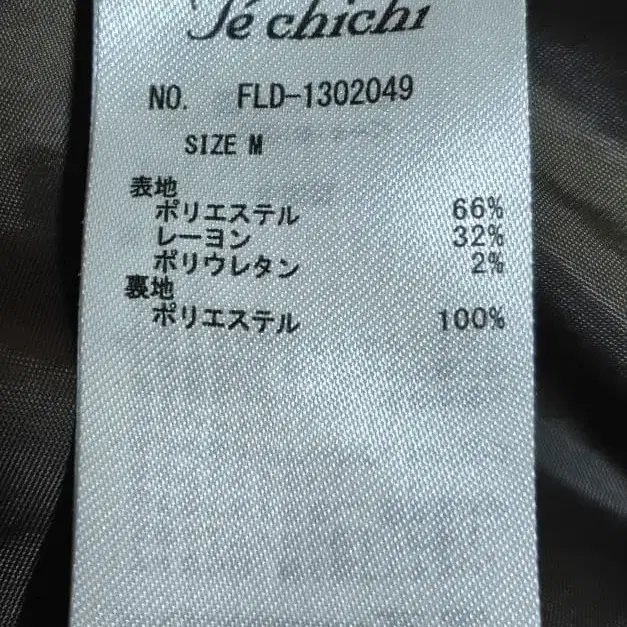 Té chichi
NO. FLD-1302049
SIZE M
表地
ポリエステル 66%
レーヨン 32%
ポリウレタン 2%
裏地
ポリエステル 100%